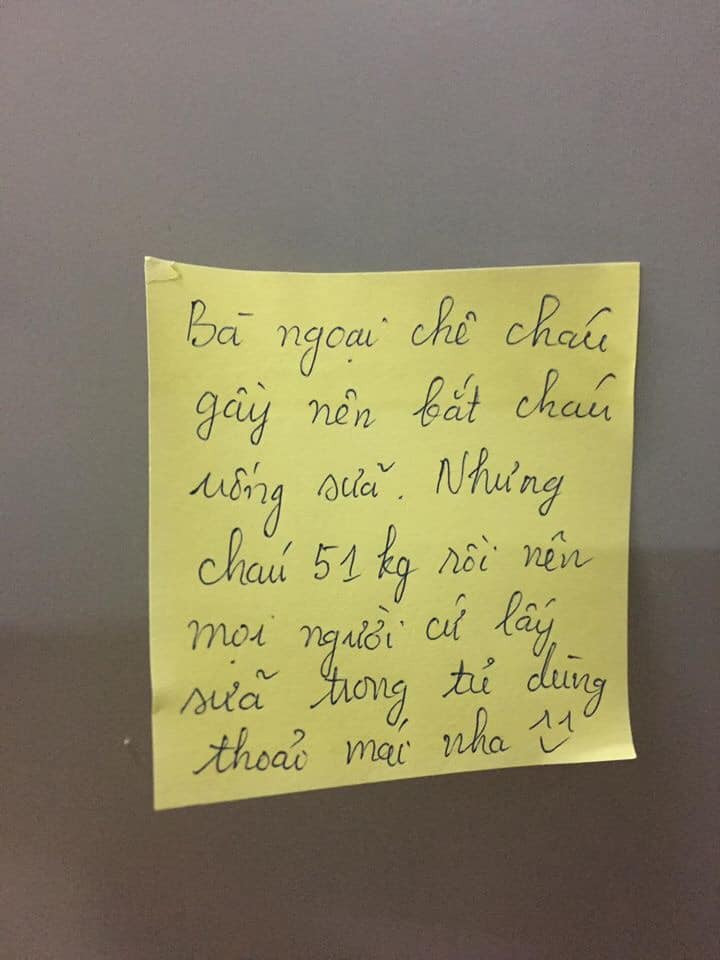 Bà ngoại chê cháu
gầy nên bắt cháu
uống sữa. Nhưng
cháu 51 kg rồi nên
mọi người cứ lấy
sữa trong tủ dùng
thoải mái nha